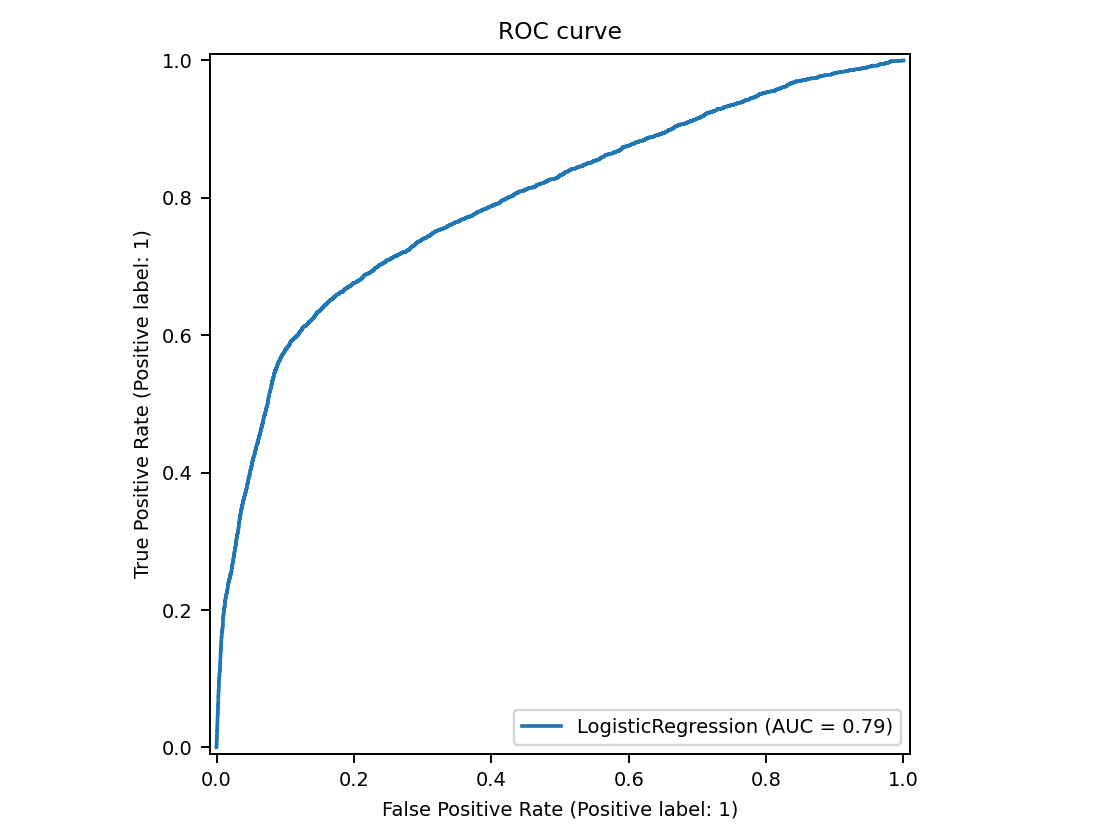 ROC curve
1.0
0.8
0.6
0.4
0.2
0.0
True Positive Rate (Positive label: 1)
LogisticRegression (AUC = 0.79)
0.0 0.2 0.4 0.6 0.8 1.0
False Positive Rate (Positive label: 1)